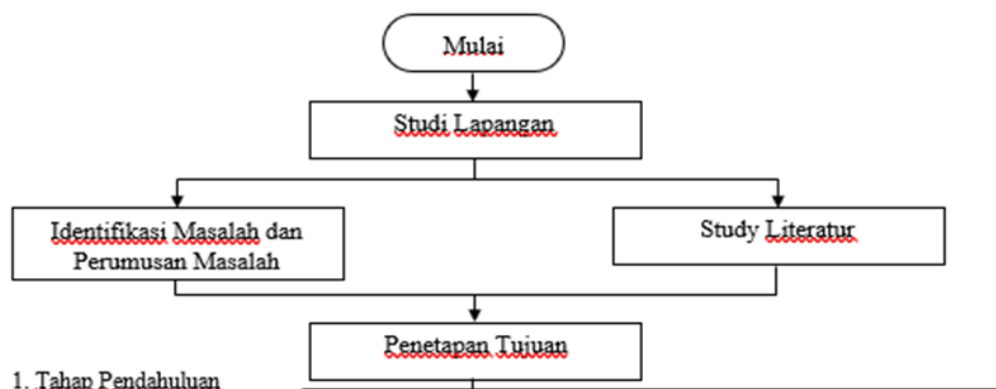 Mulai
Studi Lapangan
Identifikasi Masalah dan
Perumusan Masalah
Study Literatur
Penetapan Tujuan
1. Tahap Pendahuluan